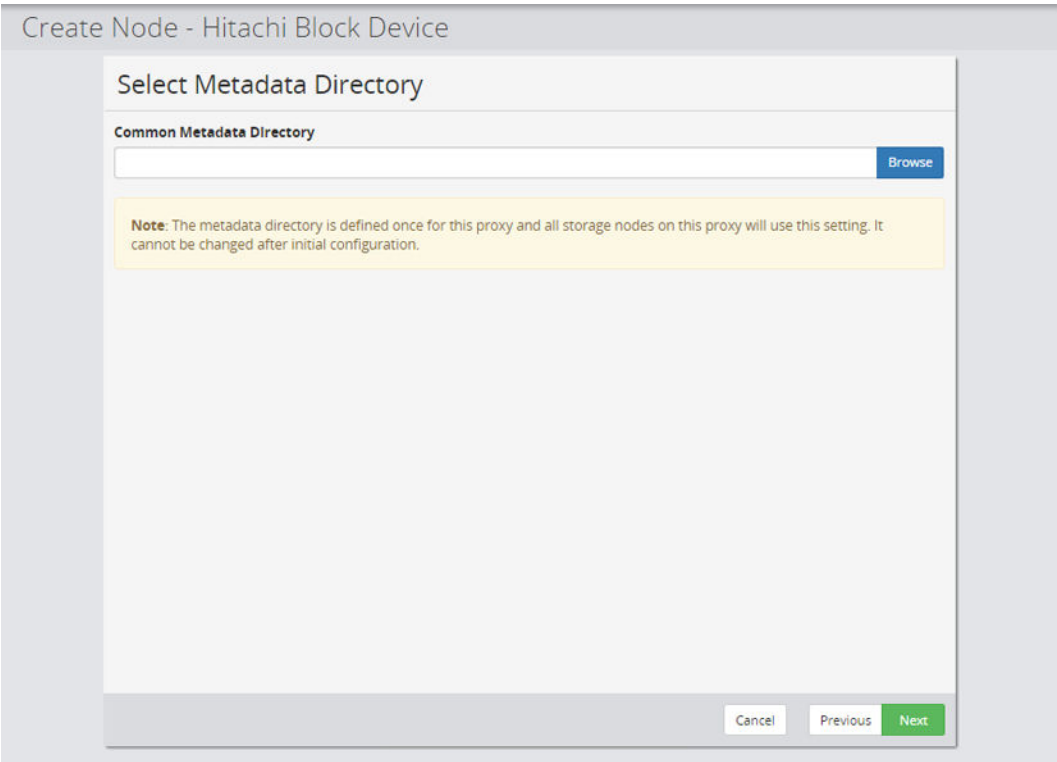 Create Node - Hitachi Block Device
Select Metadata Directory
Common Metadata Directory
Browse
Note: The metadata directory is defined once for this proxy and all storage nodes on this proxy will use this setting. It
cannot be changed after initial configuration.
Cancel
Previous
Next